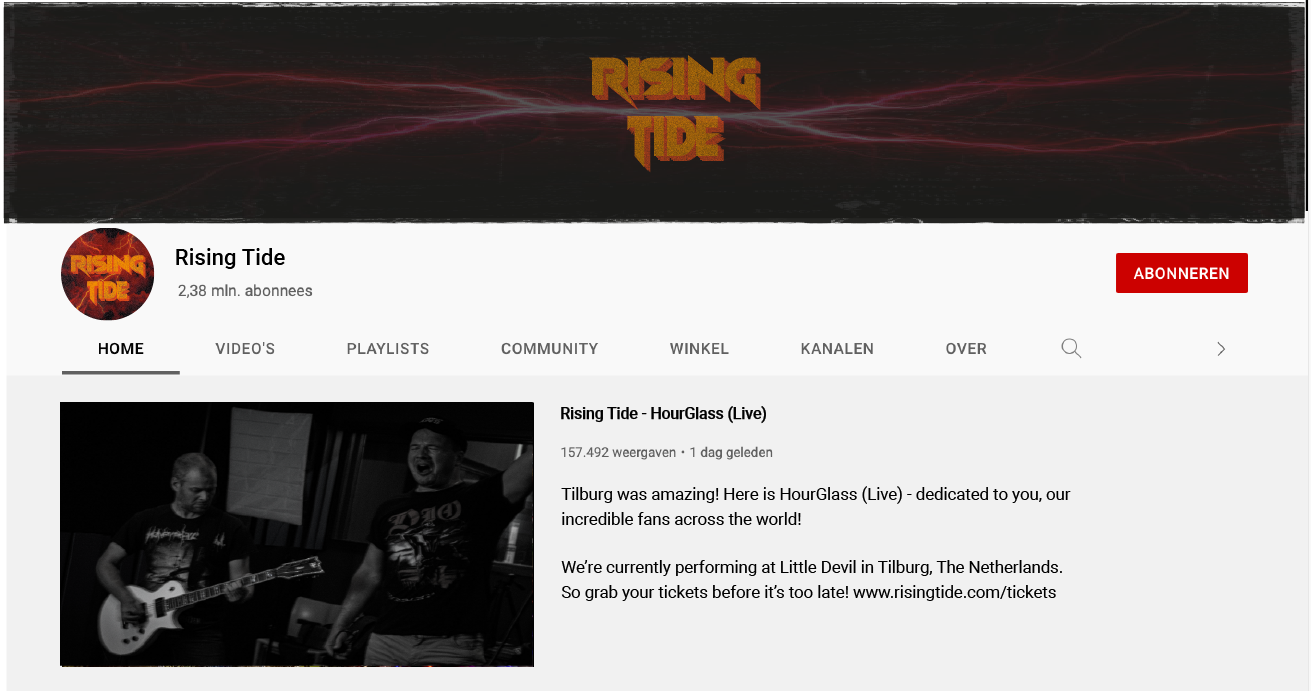 RISING
TIDE
RISING
TIDE
Rising Tide
2,38 mln. abonnees
ABONNEREN
HOME
VIDEO'S
PLAYLISTS
COMMUNITY
WINKEL
KANALEN
OVER
DIO
Rising Tide - HourGlass (Live)
157.492 weergaven • 1 dag geleden
Tilburg was amazing! Here is HourGlass (Live) - dedicated to you, our
incredible fans across the world!
We’re currently performing at Little Devil in Tilburg, The Netherlands.
So grab your tickets before it’s too late! www.risingtide.com/tickets